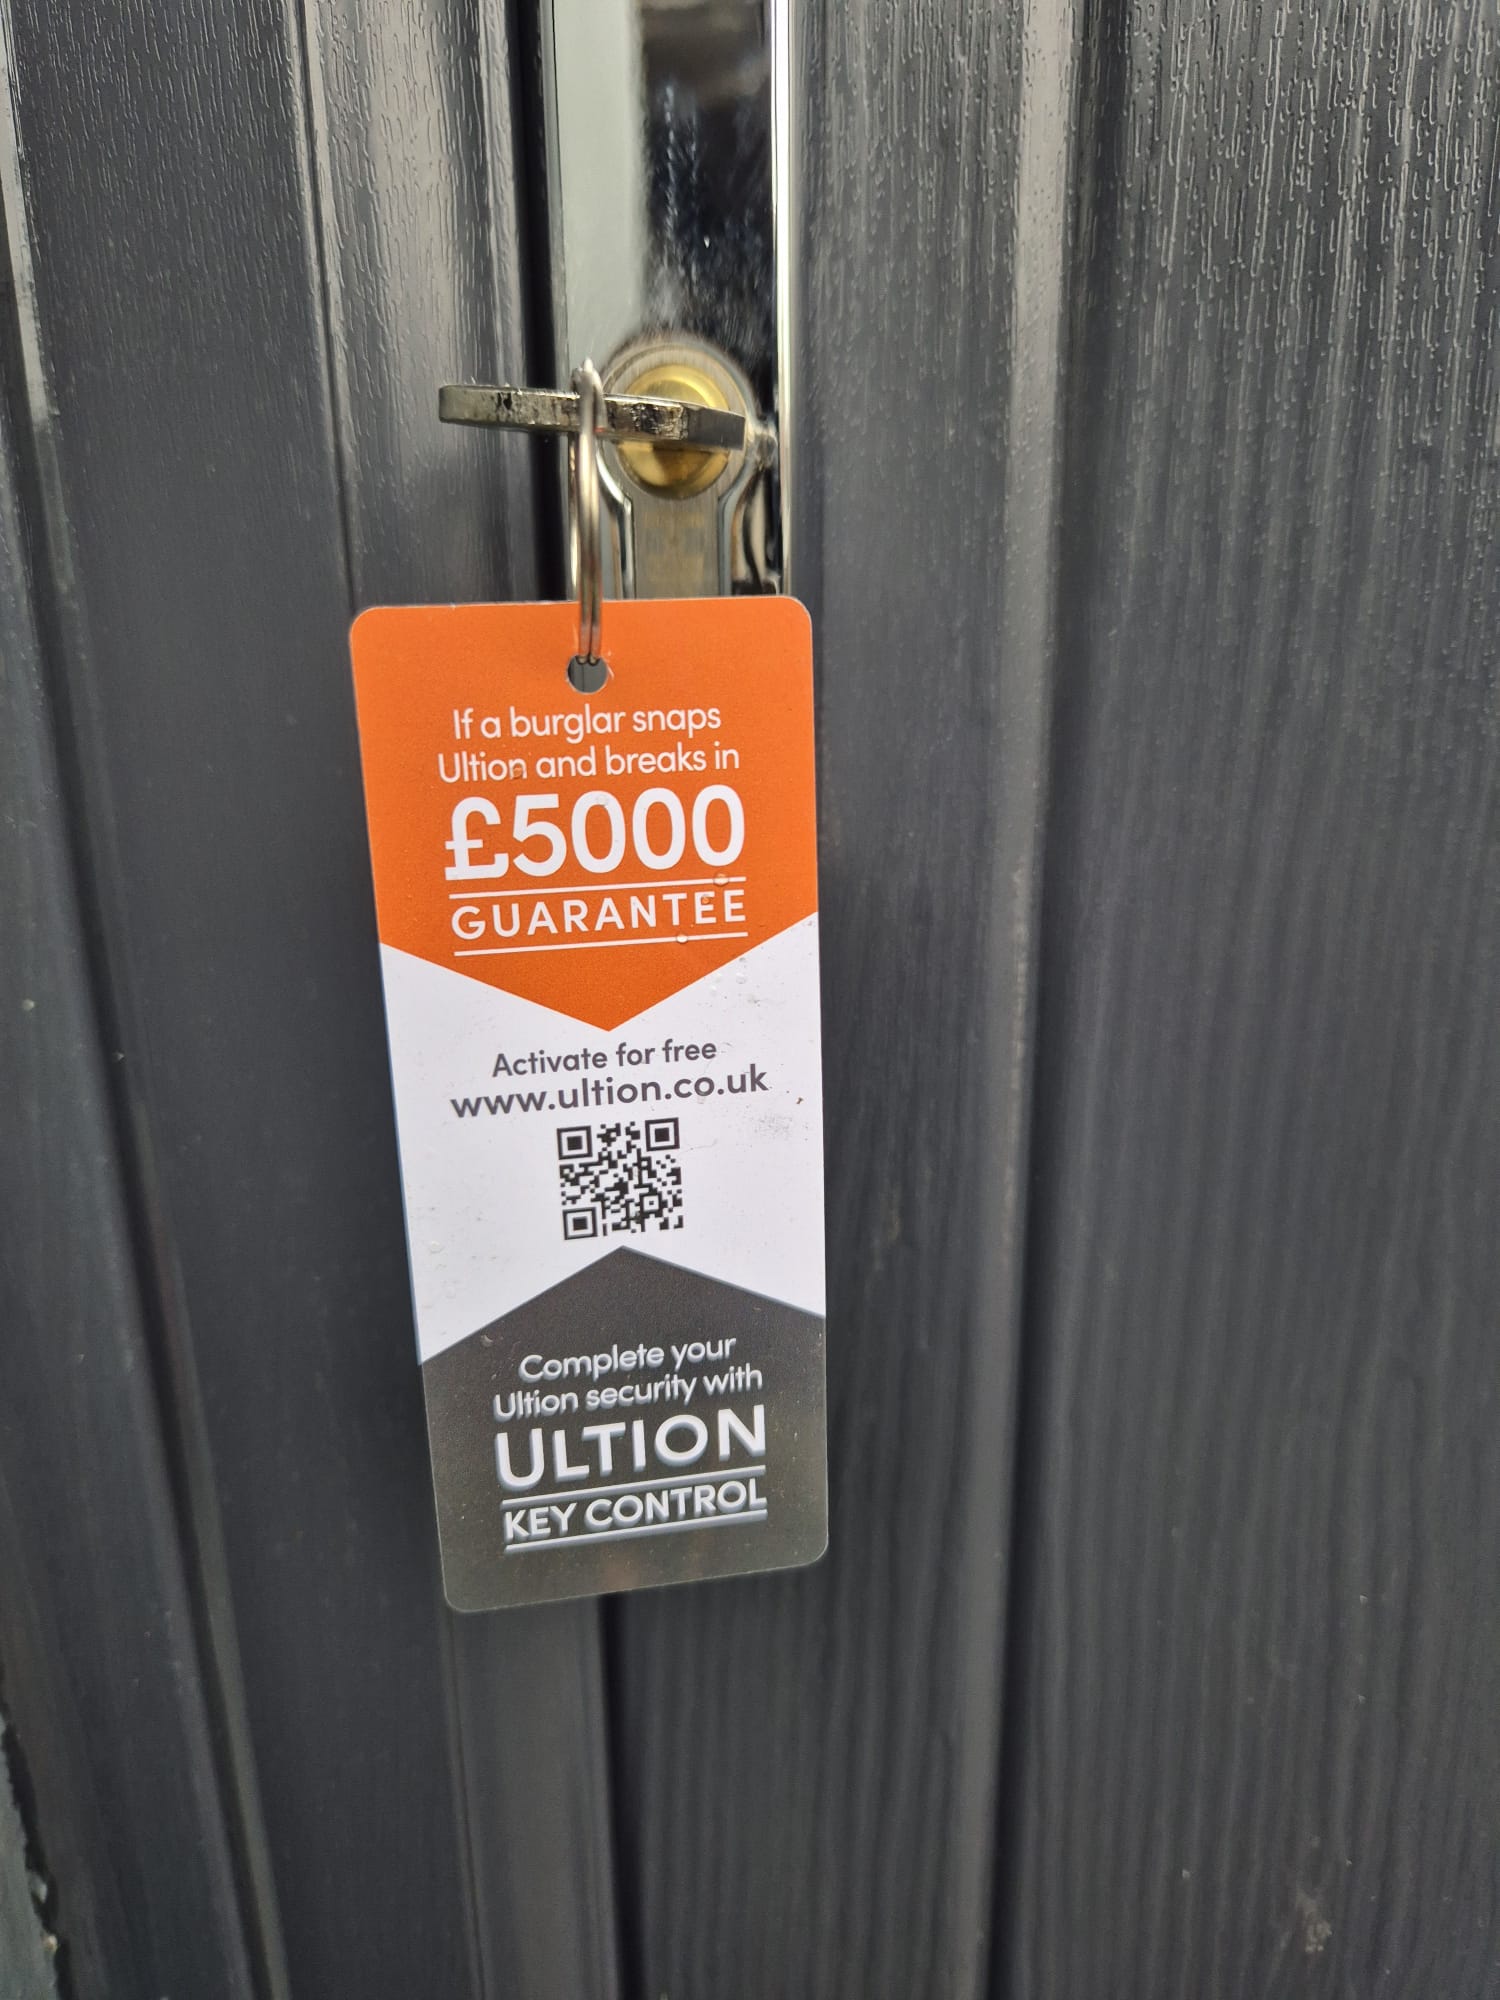 If a burglar snaps
Ultion and breaks in
£5000
GUARANTEE
Activate for free
www.ultion.co.uk
Complete your
Ultion security with
ULTION
KEY CONTROL